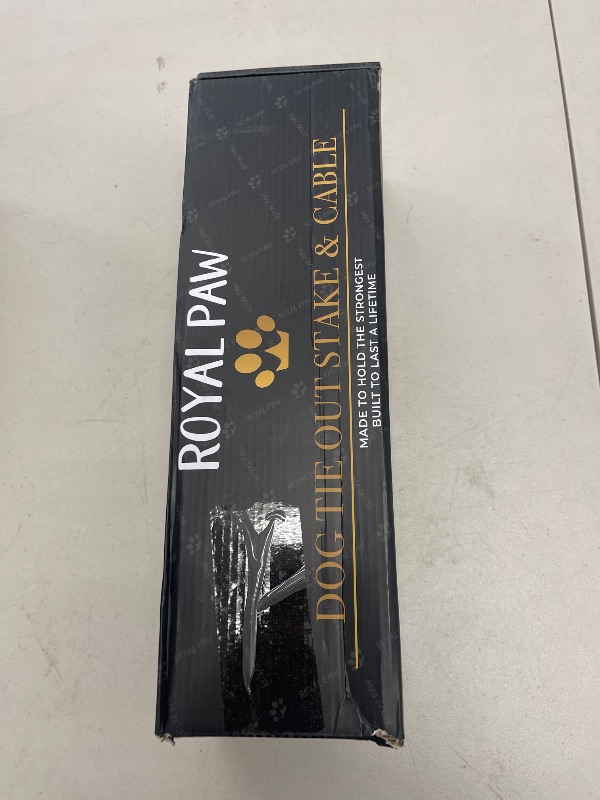 ROYAL PAW
DOG TIE OUT STAKE & CABLE
MADE TO HOLD THE STRONGEST
BUILT TO LAST A LIFETIME